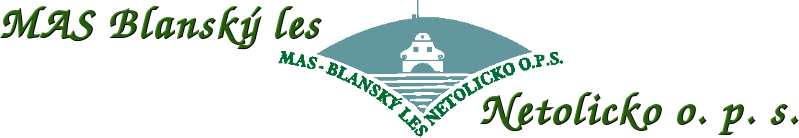 MAS Blanský les
MAS - BLANSKÝ LES
NETOLICKO O.P.S.
Netolicko o. p. s.